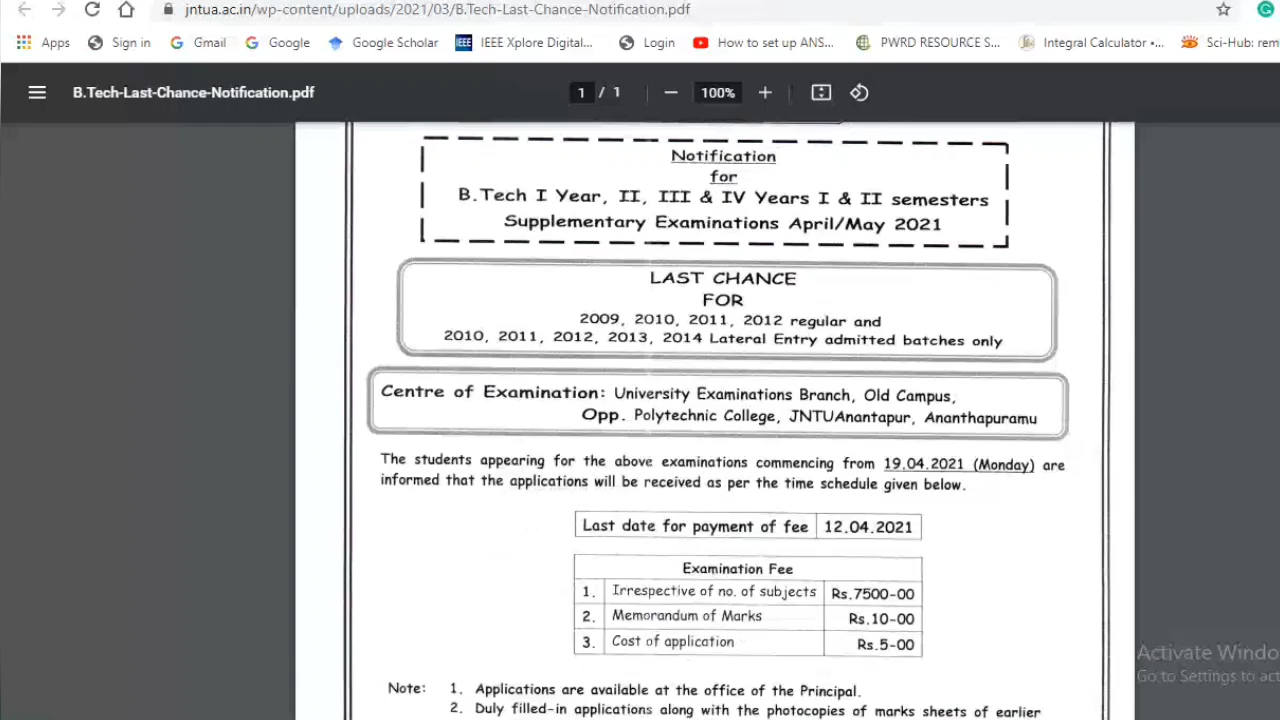 jntua.ac.in/wp-content/uploads/2021/03/B.Tech-Last-Chance-Notification.pdf
Apps Sign in Gmail Google Google Scholar IEEE IEEE Xplore Digital... Login How to set up ANS... PWRD RESOURCE S... Integral Calculator •... Sci-Hub: rem
B.Tech-Last-Chance-Notification.pdf 1 / 1 100%
Notification
for
B.Tech I Year, II, III & IV Years I & II semesters
Supplementary Examinations April/May 2021
LAST CHANCE
FOR
2009, 2010, 2011, 2012 regular and
2010, 2011, 2012, 2013, 2014 Lateral Entry admitted batches only
Centre of Examination: University Examinations Branch, Old Campus,
Opp. Polytechnic College, JNTUAnantapur, Ananthapuramu
The students appearing for the above examinations commencing from 19.04.2021 (Monday) are
informed that the applications will be received as per the time schedule given below.
Last date for payment of fee 12.04.2021
Examination Fee
1. Irrespective of no. of subjects Rs.7500-00
2. Memorandum of Marks Rs.10-00
3. Cost of application Rs.5-00
Activate Windo
Go to Settings to act
Note: 1. Applications are available at the office of the Principal.
2. Duly filled-in applications along with the photocopies of marks sheets of earlier